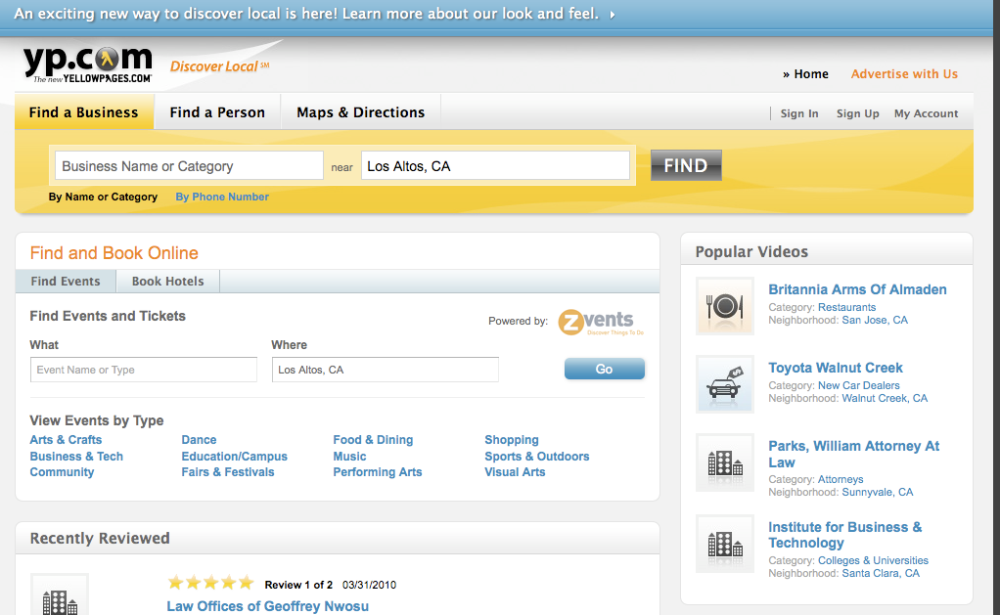 An exciting new way to discover local is here! Learn more about our look and feel.
yp.com
The new YELLOWPAGES.COM
Discover Local SM
» Home Advertise with Us
Find a Business Find a Person Maps & Directions
Sign In Sign Up My Account
Business Name or Category near Los Altos, CA FIND
By Name or Category By Phone Number
Find and Book Online
Find Events Book Hotels
Find Events and Tickets
Powered by: zvents
Discover Things To Do
What Where
Event Name or Type Los Altos, CA Go
View Events by Type
Arts & Crafts Dance Food & Dining Shopping
Business & Tech Education/Campus Music Sports & Outdoors
Community Fairs & Festivals Performing Arts Visual Arts
Recently Reviewed
Review 1 of 2 03/31/2010
Law Offices of Geoffrey Nwosu
Popular Videos
Britannia Arms Of Almaden
Category: Restaurants
Neighborhood: San Jose, CA
Toyota Walnut Creek
Category: New Car Dealers
Neighborhood: Walnut Creek, CA
Parks, William Attorney At
Law
Category: Attorneys
Neighborhood: Sunnyvale, CA
Institute for Business &
Technology
Category: Colleges & Universities
Neighborhood: Santa Clara, CA